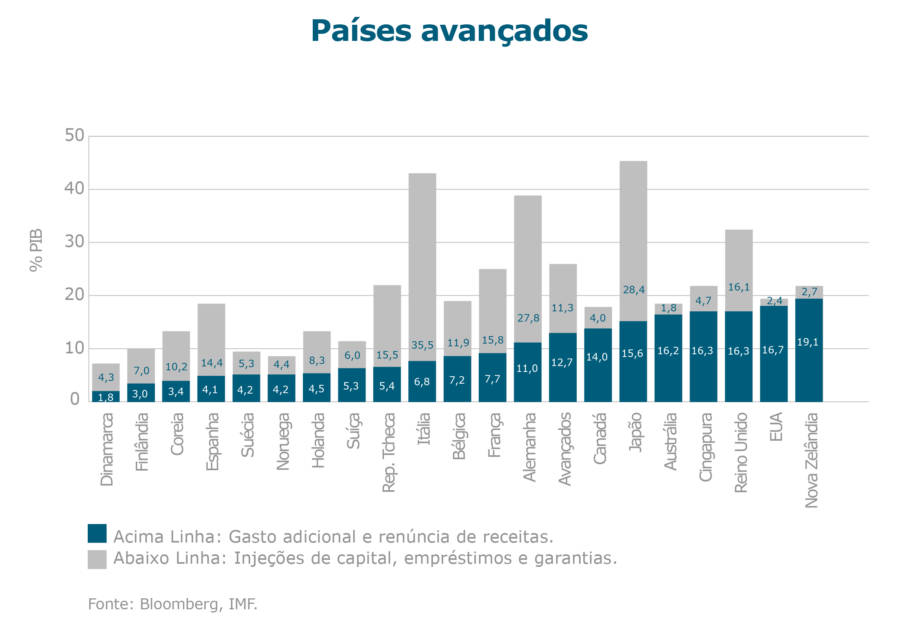 Países avançados
% PIB
50
40
30
20
10
0
4,3 7,0 10,2 14,4 5,3 4,4 8,3 6,0 15,5 35,5 11,9 15,8 27,8 11,3 4,0 28,4 1,8 4,7 16,1 2,4 2,7
1,8 3,0 3,4 4,1 4,2 4,2 4,5 5,3 5,4 6,8 7,2 7,7 11,0 12,7 14,0 15,6 16,2 16,3 16,3 16,7 19,1
Dinamarca
Finlândia
Coreia
Espanha
Suécia
Noruega
Holanda
Suíça
Rep. Tcheca
Itália
Bélgica
França
Alemanha
Avançados
Canadá
Japão
Austrália
Cingapura
Reino Unido
EUA
Nova Zelândia
Acima Linha: Gasto adicional e renúncia de receitas.
Abaixo Linha: Injeções de capital, empréstimos e garantias.
Fonte: Bloomberg, IMF.